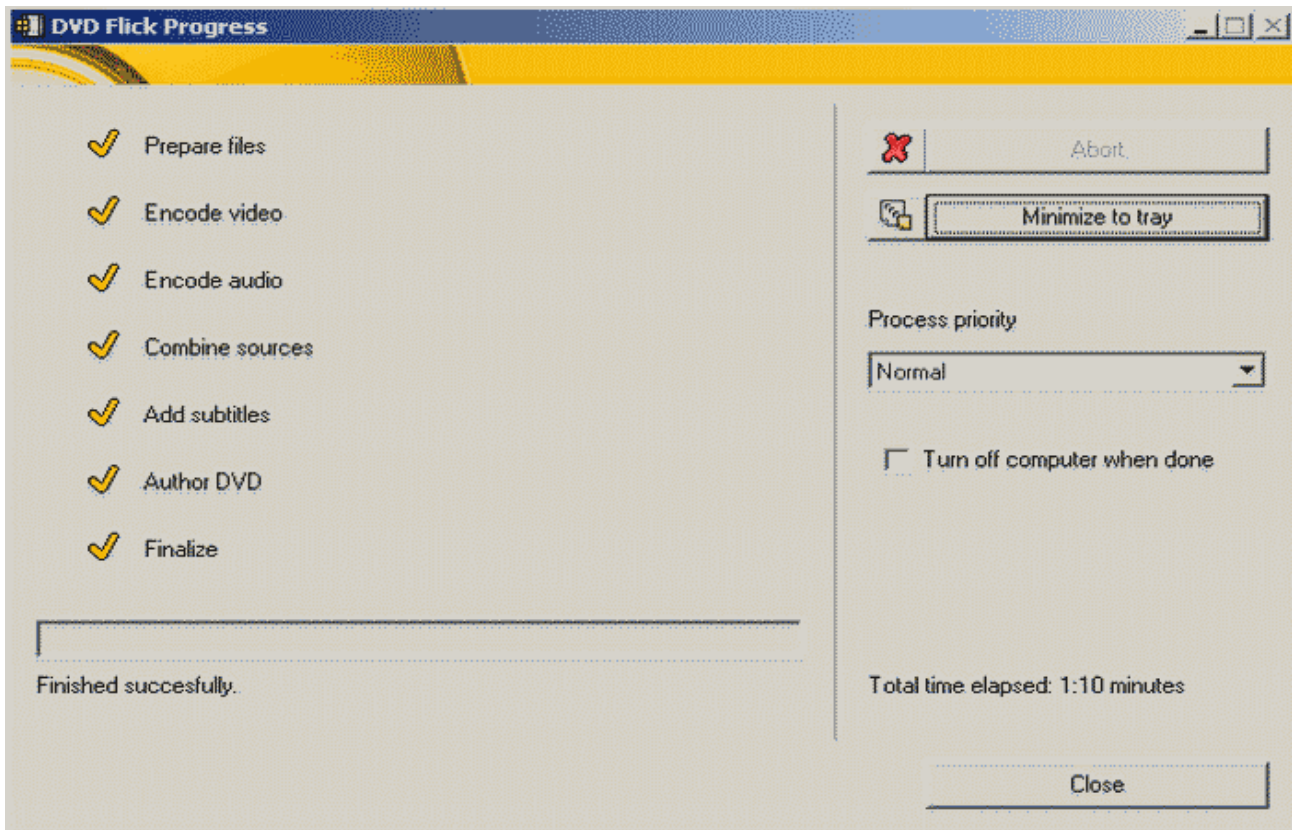 DVD Flick Progress
Prepare files
Encode video
Encode audio
Combine sources
Add subtitles
Author DVD
Finalize
Finished succesfully.
Abort
Minimize to tray
Process priority
Normal
Turn off computer when done
Total time elapsed: 1:10 minutes
Close